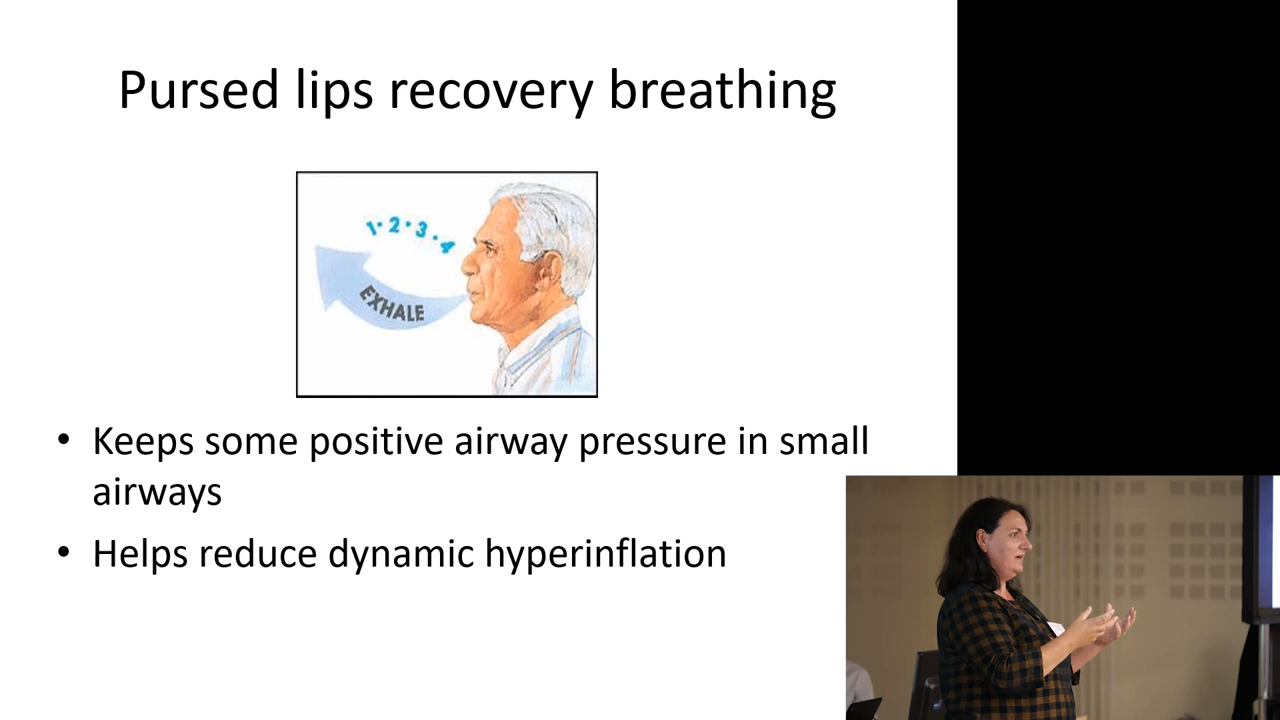 Pursed lips recovery breathing
1 • 2 • 3 • 4
EXHALE
• Keeps some positive airway pressure in small
airways
• Helps reduce dynamic hyperinflation